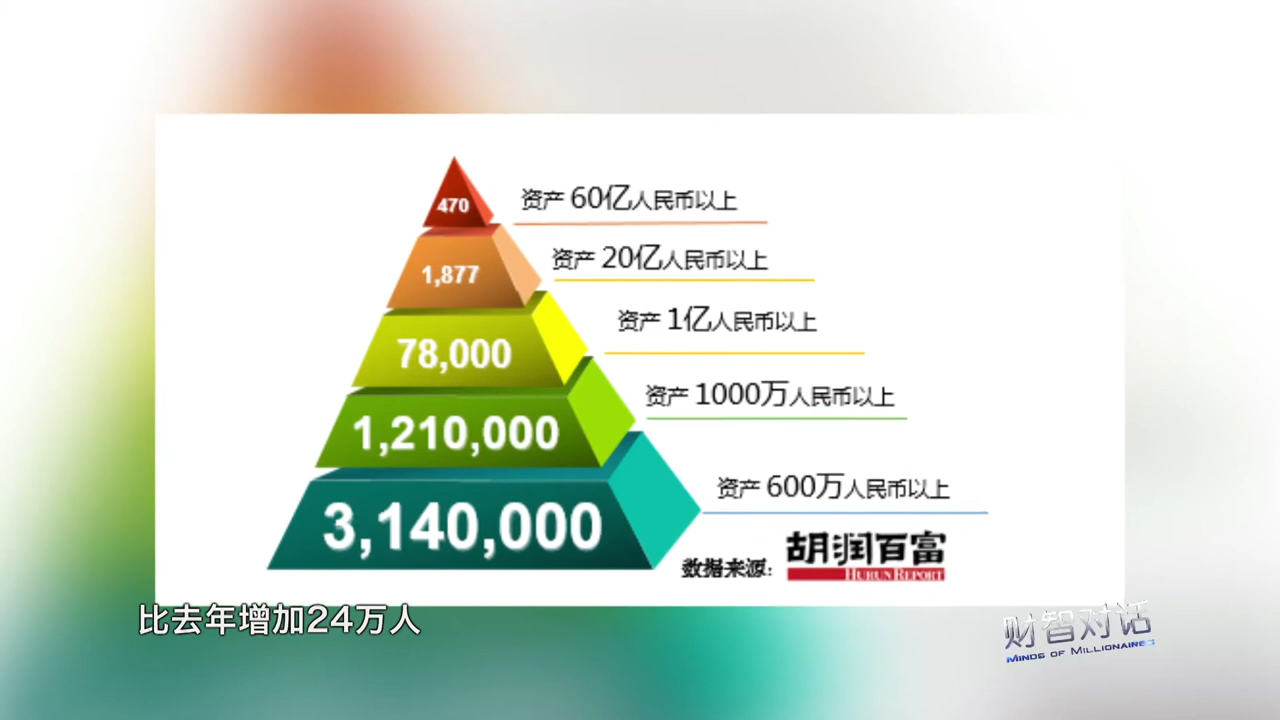 470
资产 60亿人民币以上
1,877
资产 20亿人民币以上
78,000
资产 1亿人民币以上
1,210,000
资产 1000万人民币以上
3,140,000
资产 600万人民币以上
数据来源:
胡润百富
HURUN REPORT
比去年增加24万人
财智对话
MINDS OF MILLIONAIRES